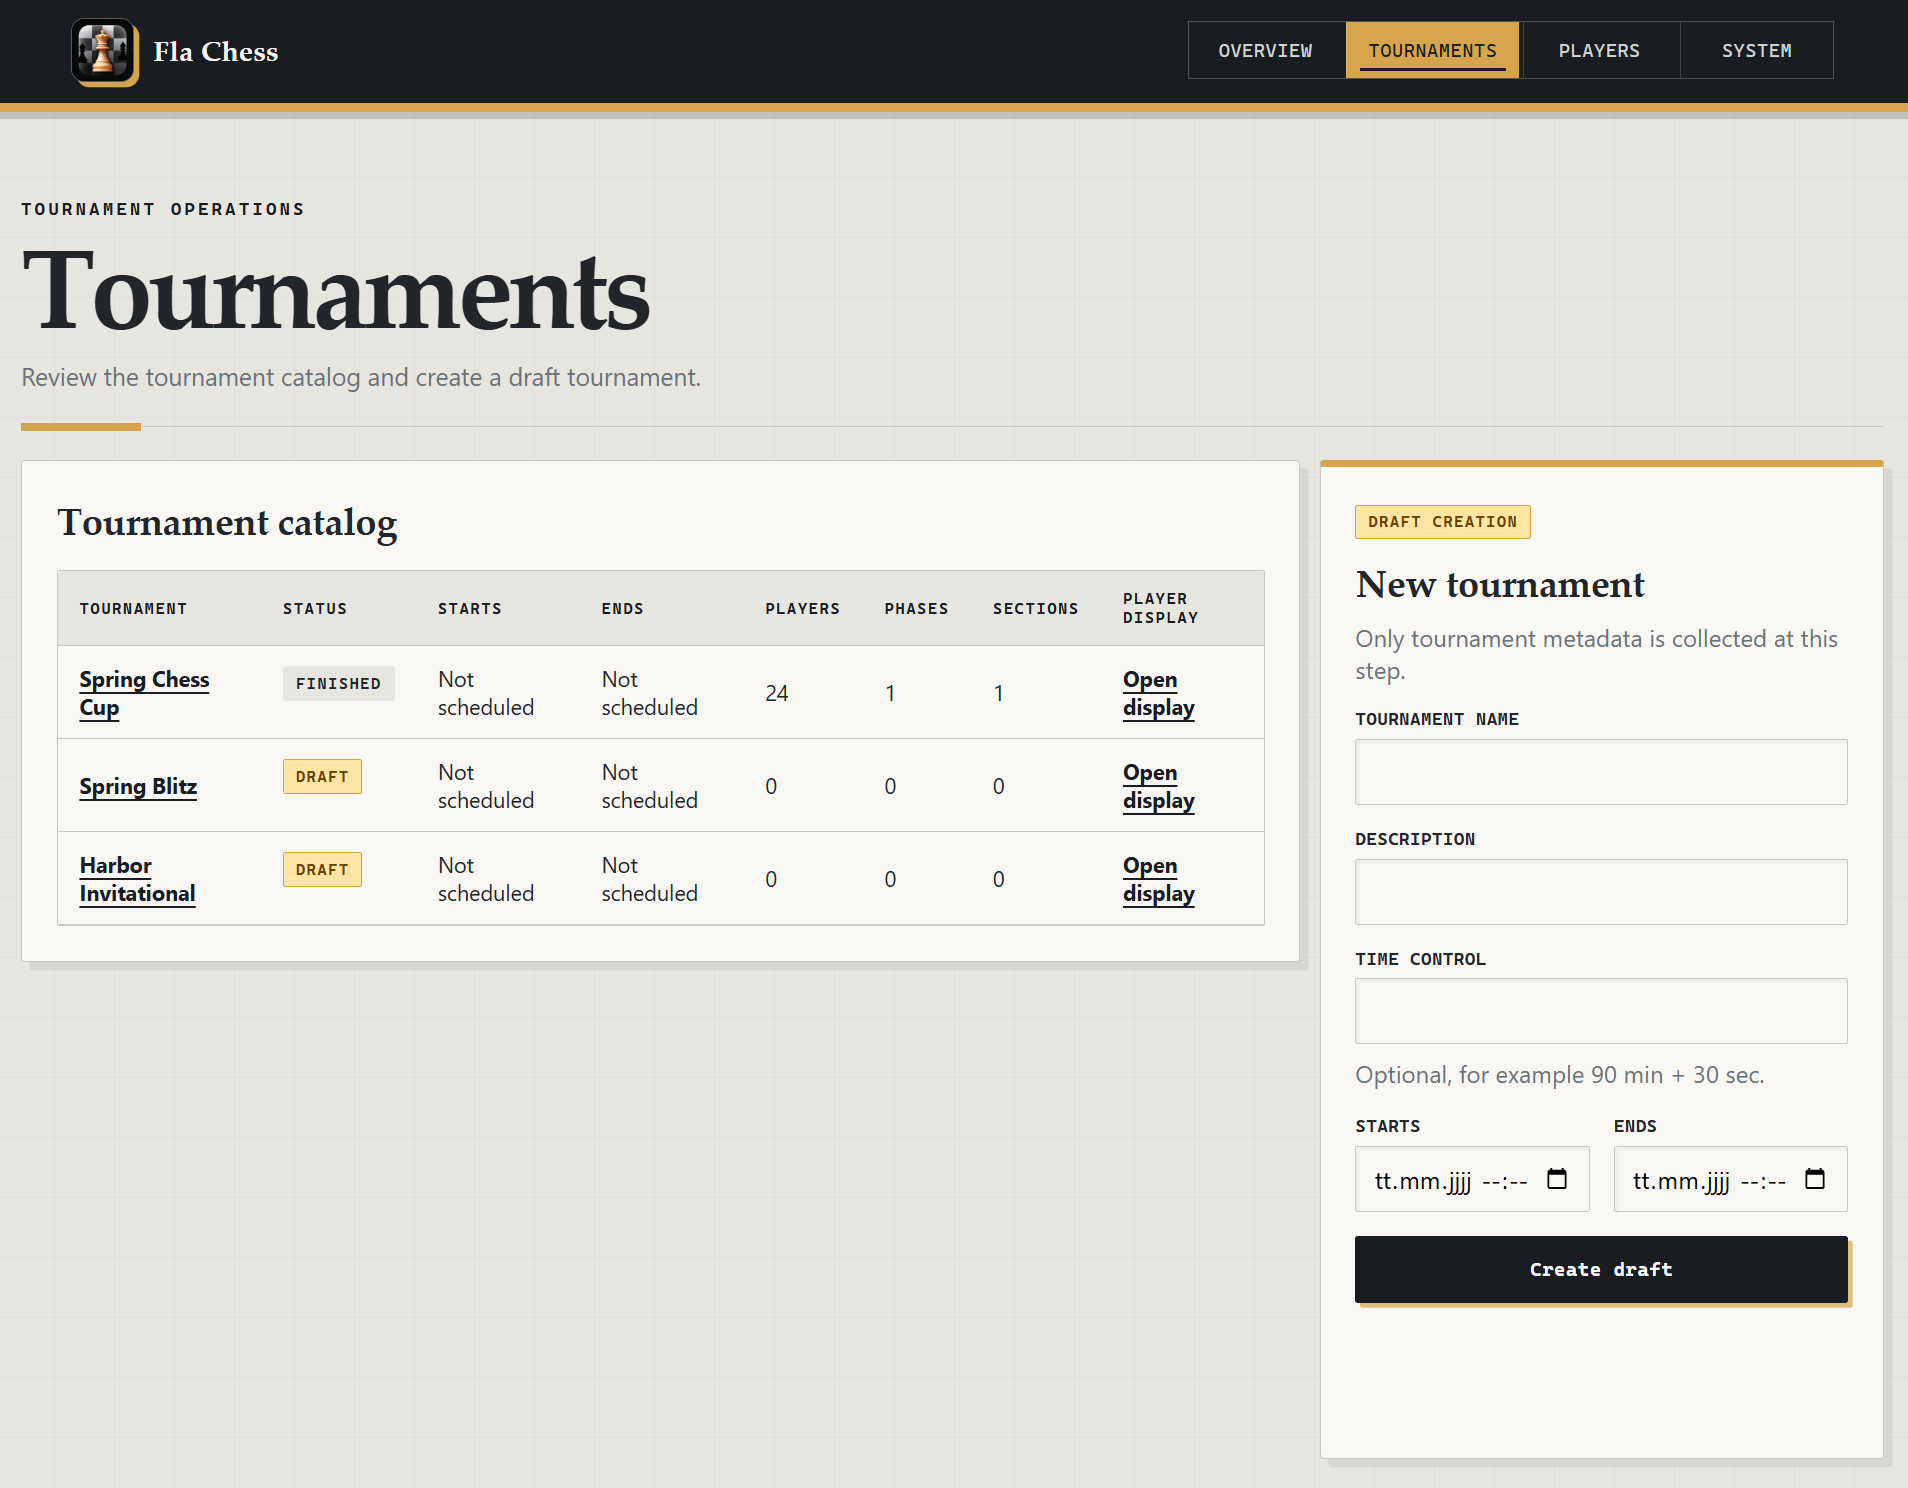 Fla Chess
OVERVIEW
TOURNAMENTS
PLAYERS
SYSTEM
TOURNAMENT OPERATIONS
Tournaments
Review the tournament catalog and create a draft tournament.
Tournament catalog
TOURNAMENT STATUS STARTS ENDS PLAYERS PHASES SECTIONS PLAYER
DISPLAY
Spring Chess
Cup
FINISHED
Not
scheduled
Not
scheduled
24
1
1
Open
display
Spring Blitz
DRAFT
Not
scheduled
Not
scheduled
0
0
0
Open
display
Harbor
Invitational
DRAFT
Not
scheduled
Not
scheduled
0
0
0
Open
display
DRAFT CREATION
New tournament
Only tournament metadata is collected at this
step.
TOURNAMENT NAME
DESCRIPTION
TIME CONTROL
Optional, for example 90 min + 30 sec.
STARTS
tt.mm.jjjj --:--
ENDS
tt.mm.jjjj --:--
Create draft